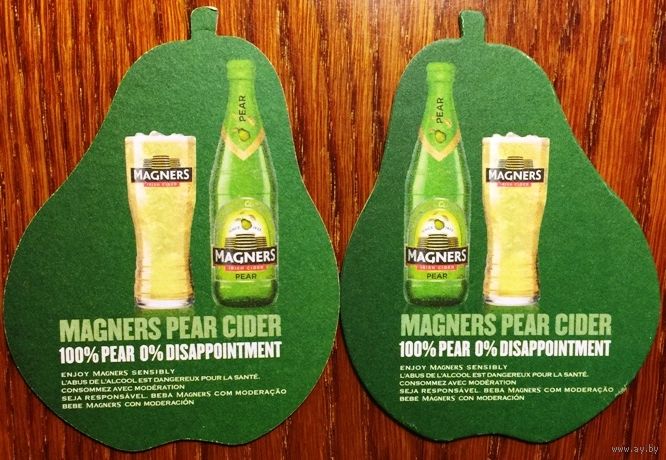 PEAR
MAGNERS
IRISH CIDER
SINCE 1935
MAGNERS
IRISH CIDER
PEAR
MAGNERS PEAR CIDER
100% PEAR 0% DISAPPOINTMENT
ENJOY MAGNERS SENSIBLY
L'ABUS DE L'ALCOOL EST DANGEREUX POUR LA SANTÉ.
CONSOMMEZ AVEC MODÉRATION
SEJA RESPONSÁVEL. BEBA MAGNERS COM MODERAÇÃO
BEBE MAGNERS CON MODERACIÓN
PEAR
MAGNERS
IRISH CIDER
SINCE 1935
MAGNERS
IRISH CIDER
PEAR
MAGNERS PEAR CIDER
100% PEAR 0% DISAPPOINTMENT
ENJOY MAGNERS SENSIBLY
L'ABUS DE L'ALCOOL EST DANGEREUX POUR LA SANTÉ.
CONSOMMEZ AVEC MODÉRATION
SEJA RESPONSÁVEL. BEBA MAGNERS COM MODERAÇÃO
BEBE MAGNERS CON MODERACIÓN
www.ay.by